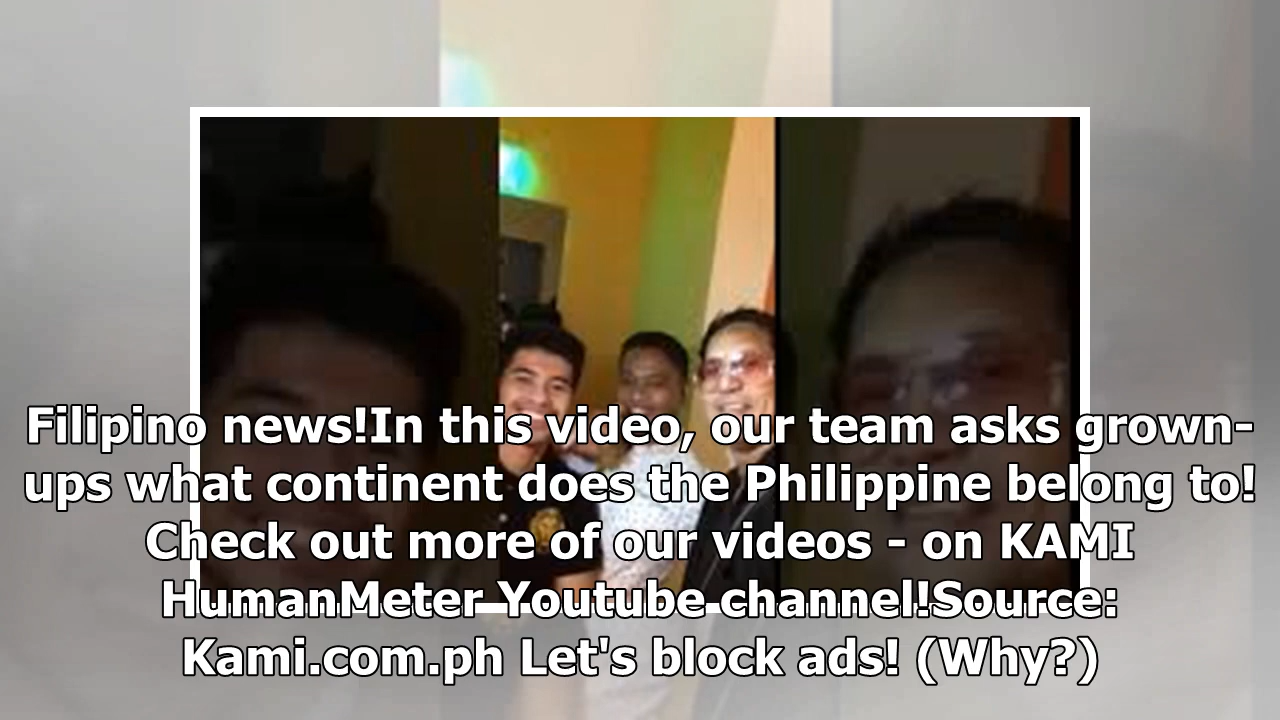 Filipino news!In this video, our team asks grown-
ups what continent does the Philippine belong to!
Check out more of our videos - on KAMI
HumanMeter Youtube channel!Source:
Kami.com.ph Let's block ads! (Why?)